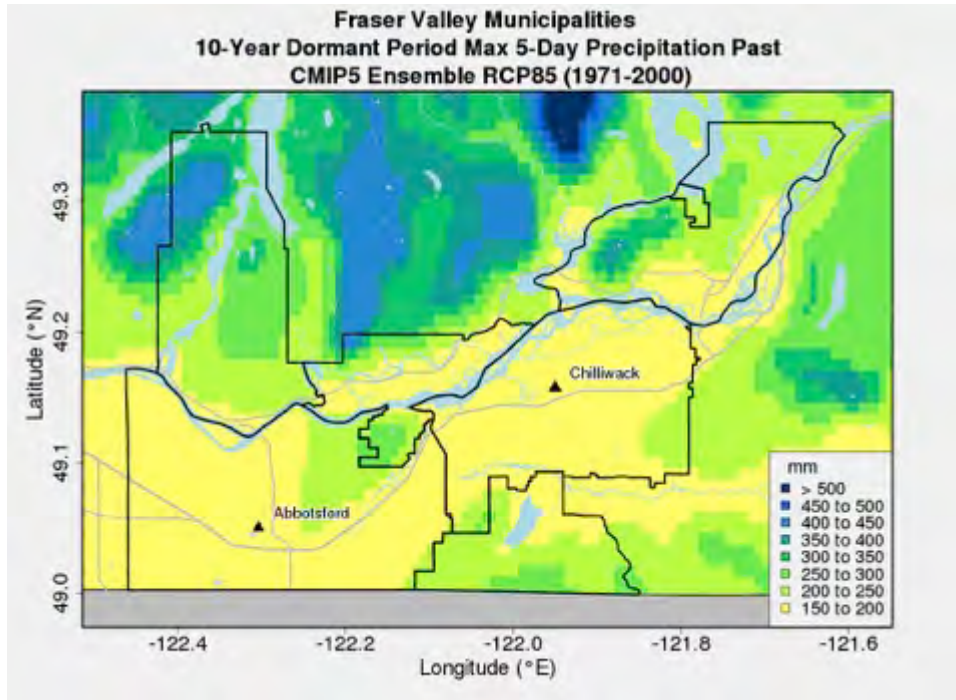 Fraser Valley Municipalities
10-Year Dormant Period Max 5-Day Precipitation Past
CMIP5 Ensemble RCP85 (1971-2000)
Latitude (°N)
49.3
49.2
49.1
49.0
Chilliwack
Abbotsford
mm
> 500
450 to 500
400 to 450
350 to 400
300 to 350
250 to 300
200 to 250
150 to 200
-122.4 -122.2 -122.0 -121.8 -121.6
Longitude (°E)